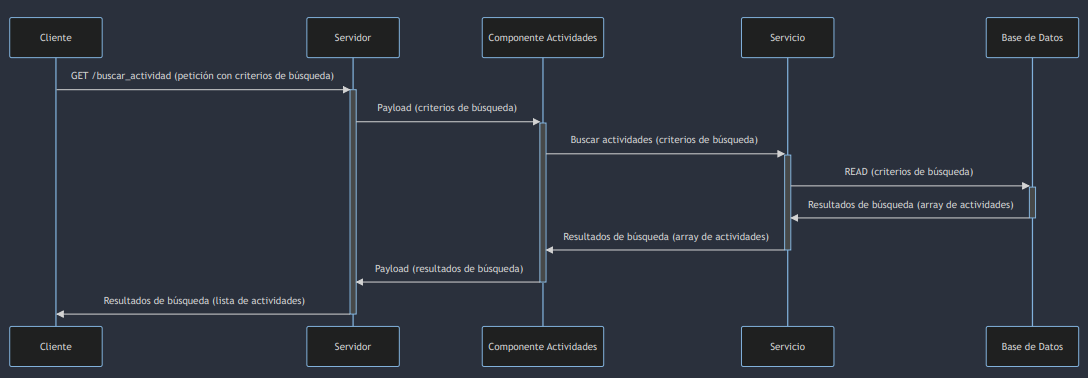 Cliente
Servidor
Componente Actividades
Servicio
Base de Datos
GET /buscar_actividad (petición con criterios de búsqueda)
Payload (criterios de búsqueda)
Buscar actividades (criterios de búsqueda)
READ (criterios de búsqueda)
Resultados de búsqueda (array de actividades)
Resultados de búsqueda (array de actividades)
Payload (resultados de búsqueda)
Resultados de búsqueda (lista de actividades)
Cliente
Servidor
Componente Actividades
Servicio
Base de Datos